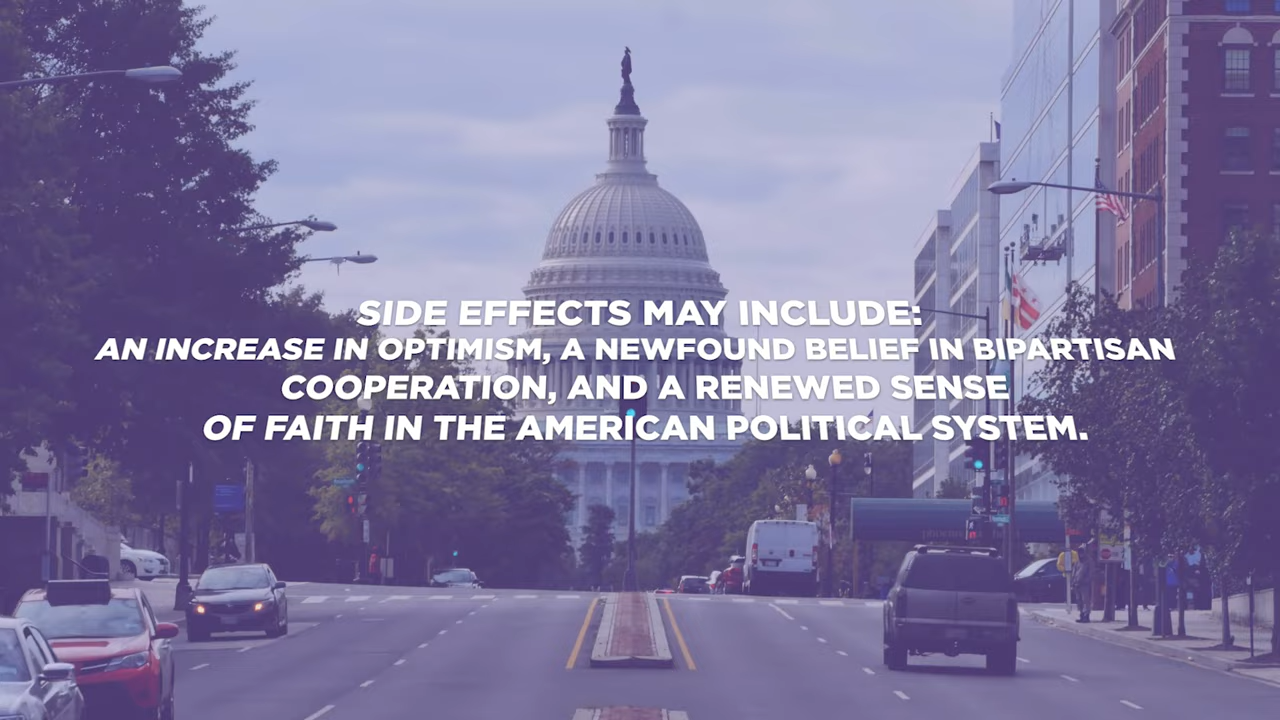 SIDE EFFECTS MAY INCLUDE:
AN INCREASE IN OPTIMISM, A NEWFOUND BELIEF IN BIPARTISAN
COOPERATION, AND A RENEWED SENSE
OF FAITH IN THE AMERICAN POLITICAL SYSTEM.